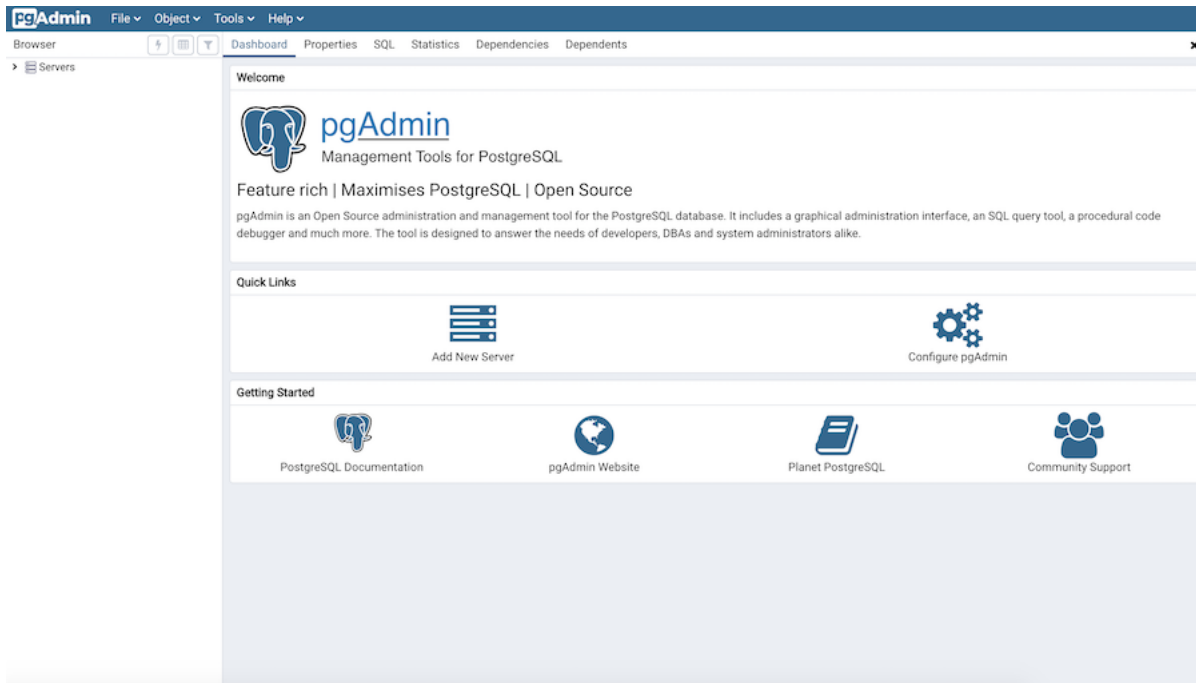 pgAdmin File Object Tools Help
Browser
Dashboard Properties SQL Statistics Dependencies Dependents
Servers
Welcome
pgAdmin
Management Tools for PostgreSQL
Feature rich | Maximises PostgreSQL | Open Source
pgAdmin is an Open Source administration and management tool for the PostgreSQL database. It includes a graphical administration interface, an SQL query tool, a procedural code
debugger and much more. The tool is designed to answer the needs of developers, DBAs and system administrators alike.
Quick Links
Add New Server
Configure pgAdmin
Getting Started
PostgreSQL Documentation
pgAdmin Website
Planet PostgreSQL
Community Support